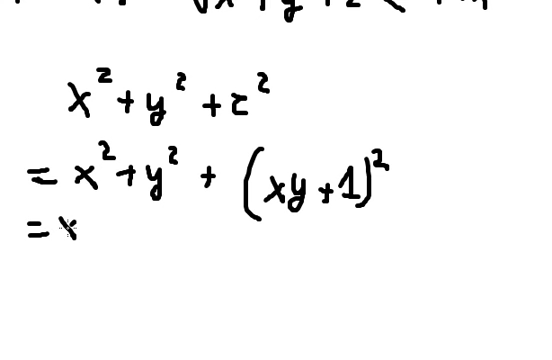 x² + y² + z²
= x² + y² + (xy + 1)²
= x